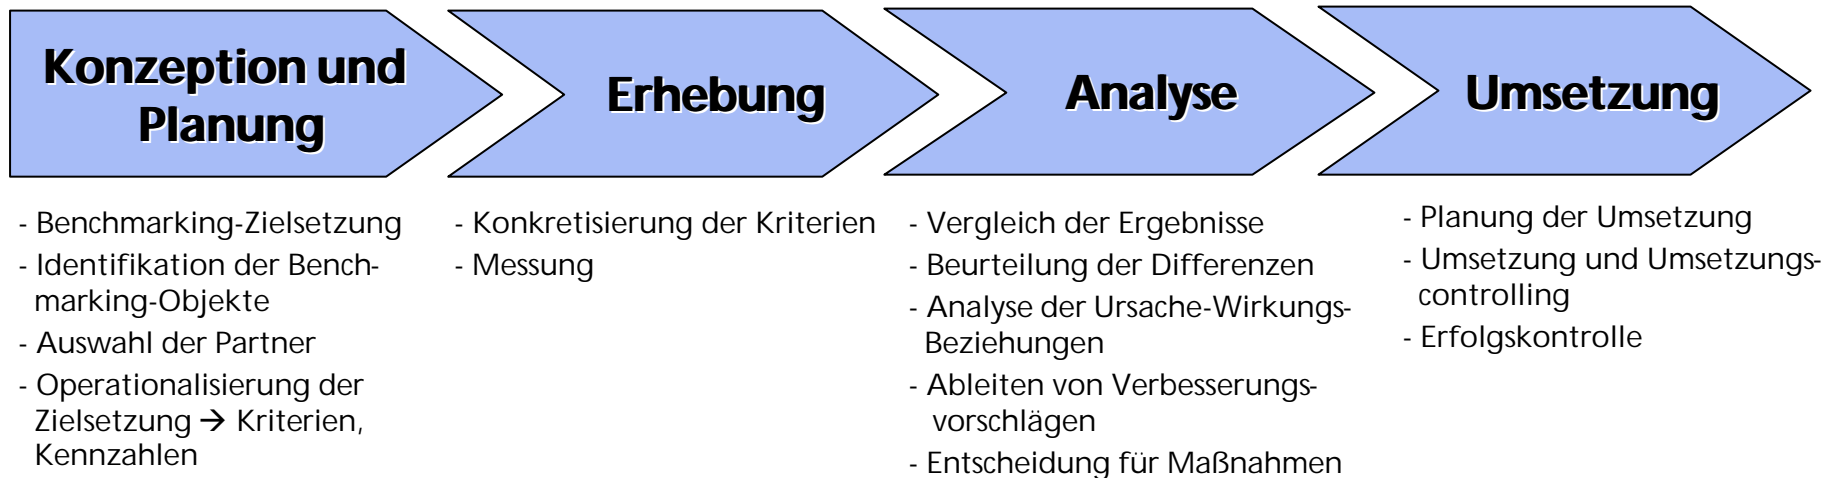 Konzeption und
Planung
- Benchmarking-Zielsetzung
- Identifikation der Bench-
marking-Objekte
- Auswahl der Partner
- Operationalisierung der
Zielsetzung → Kriterien,
Kennzahlen
Erhebung
- Konkretisierung der Kriterien
- Messung
Analyse
- Vergleich der Ergebnisse
- Beurteilung der Differenzen
- Analyse der Ursache-Wirkungs-
Beziehungen
- Ableiten von Verbesserungs-
vorschlägen
- Entscheidung für Maßnahmen
Umsetzung
- Planung der Umsetzung
- Umsetzung und Umsetzungs-
controlling
- Erfolgskontrolle